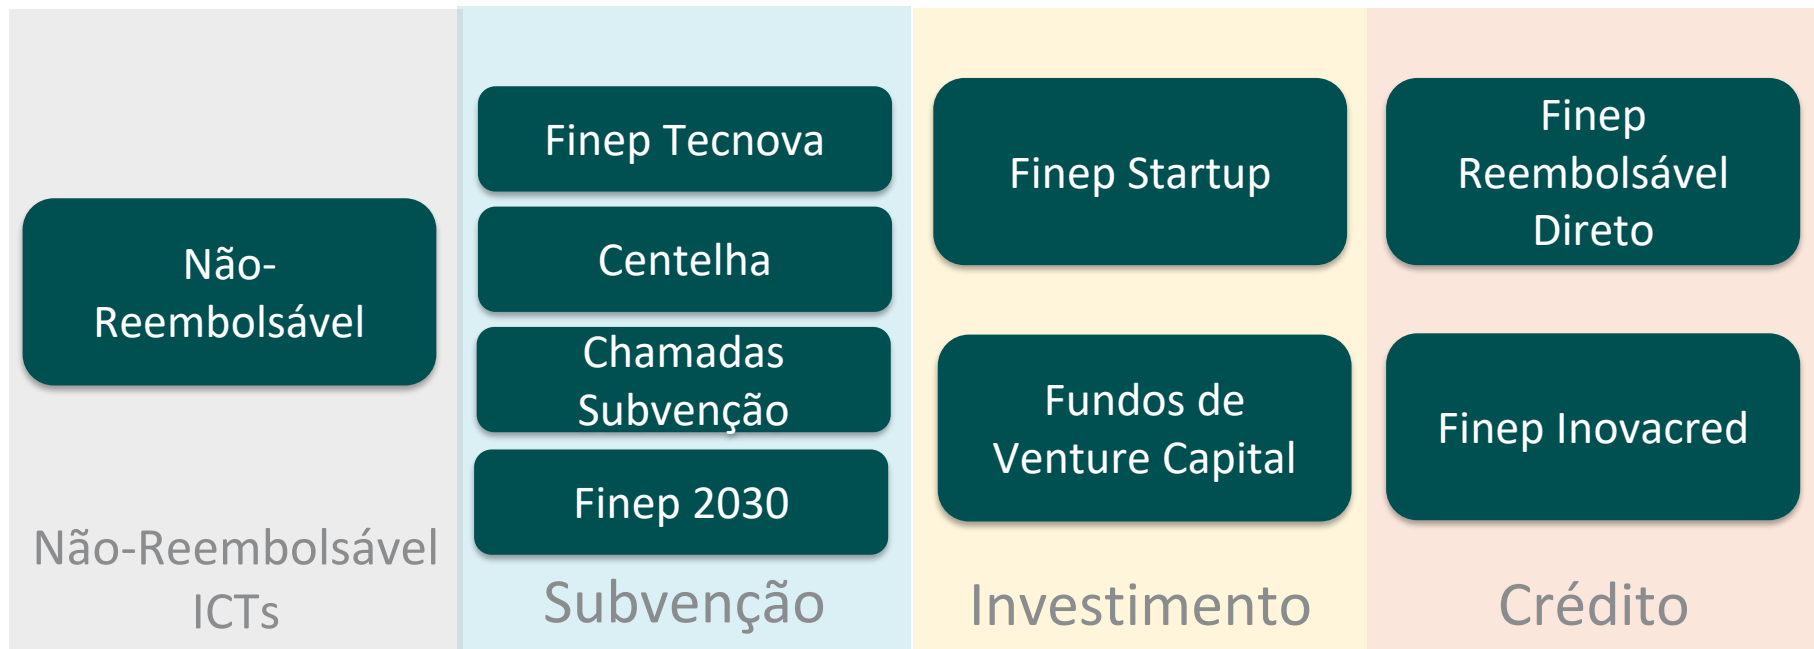 Não-
Reembolsável
Não-Reembolsável
ICTs
Finep Tecnova
Centelha
Chamadas
Subvenção
Finep 2030
Subvenção
Finep Startup
Fundos de
Venture Capital
Investimento
Finep
Reembolsável
Direto
Finep Inovacred
Crédito